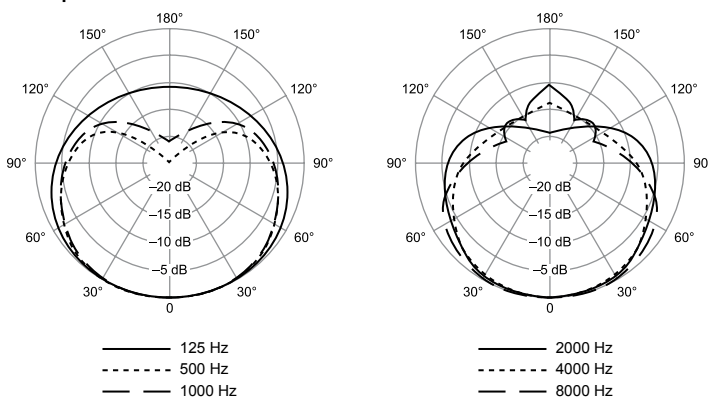 180°
150° 150°
120° 120°
90° 90°
60° 60°
30° 30°
0
–20 dB
–15 dB
–10 dB
–5 dB
125 Hz
500 Hz
1000 Hz
180°
150° 150°
120° 120°
90° 90
60° 60°
30° 30°
0
–20 dB
–15 dB
–10 dB
–5 dB
2000 Hz
4000 Hz
8000 Hz